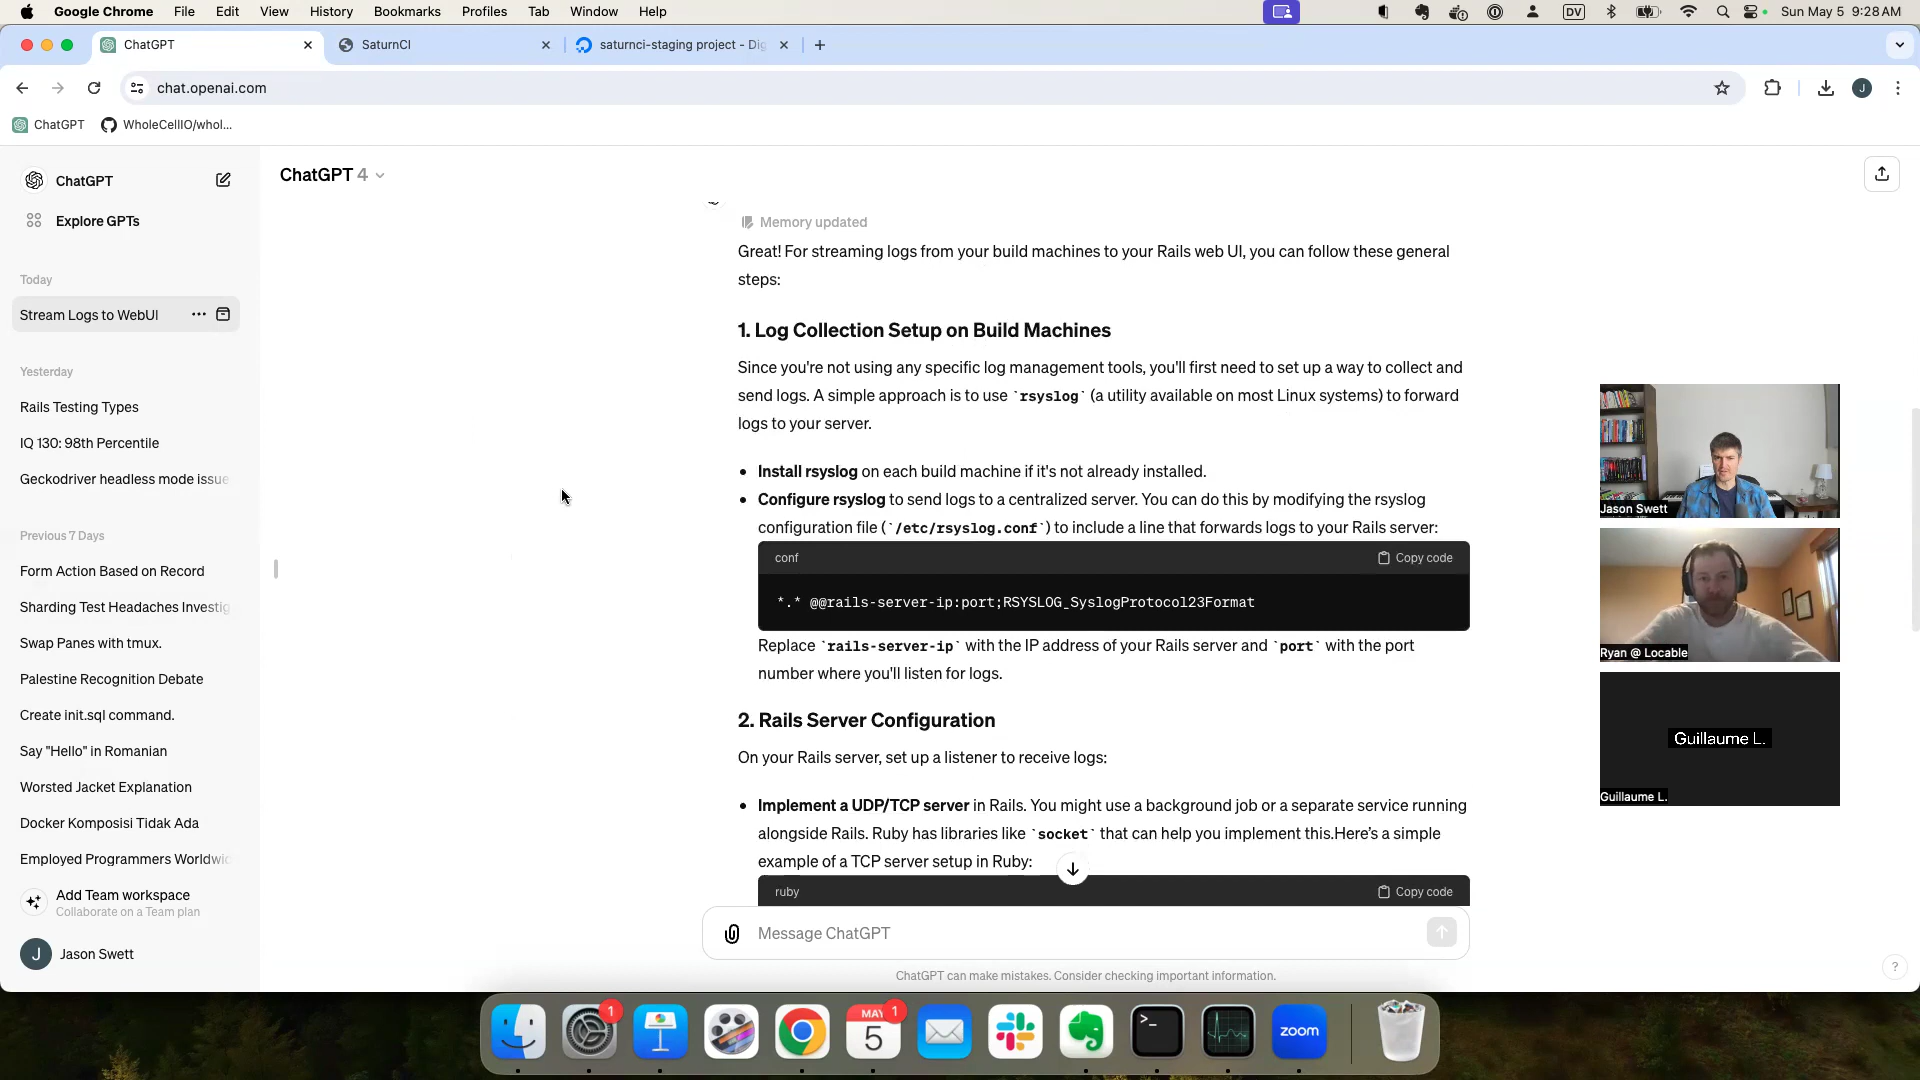 Google Chrome File Edit View History Bookmarks Profiles Tab Window Help DV Sun May 5 9:28 AM
ChatGPT SaturnCI saturnci-staging project - Dig
chat.openai.com J
ChatGPT WholeCellIO/whol...
ChatGPT
Explore GPTs
Today
Stream Logs to WebUI
Yesterday
Rails Testing Types
IQ 130: 98th Percentile
Geckodriver headless mode issue
Previous 7 Days
Form Action Based on Record
Sharding Test Headaches Investig
Swap Panes with tmux.
Palestine Recognition Debate
Create init.sql command.
Say "Hello" in Romanian
Worsted Jacket Explanation
Docker Komposisi Tidak Ada
Employed Programmers Worldwi
Add Team workspace
Collaborate on a Team plan
J Jason Swett
ChatGPT 4
Memory updated
Great! For streaming logs from your build machines to your Rails web UI, you can follow these general
steps:
1. Log Collection Setup on Build Machines
Since you're not using any specific log management tools, you'll first need to set up a way to collect and
send logs. A simple approach is to use `rsyslog` (a utility available on most Linux systems) to forward
logs to your server.
• Install rsyslog on each build machine if it's not already installed.
• Configure rsyslog to send logs to a centralized server. You can do this by modifying the rsyslog
configuration file (`/etc/rsyslog.conf`) to include a line that forwards logs to your Rails server:
conf Copy code
*.* @@rails-server-ip:port;RSYSLOG_SyslogProtocol23Format
Replace `rails-server-ip` with the IP address of your Rails server and `port` with the port
number where you'll listen for logs.
2. Rails Server Configuration
On your Rails server, set up a listener to receive logs:
• Implement a UDP/TCP server in Rails. You might use a background job or a separate service running
alongside Rails. Ruby has libraries like `socket` that can help you implement this.Here's a simple
example of a TCP server setup in Ruby:
ruby Copy code
Message ChatGPT
ChatGPT can make mistakes. Consider checking important information.
?
Jason Swett
Ryan @ Locable
Guillaume L.
Guillaume L.
1 MAY 5 1 >_ zoom